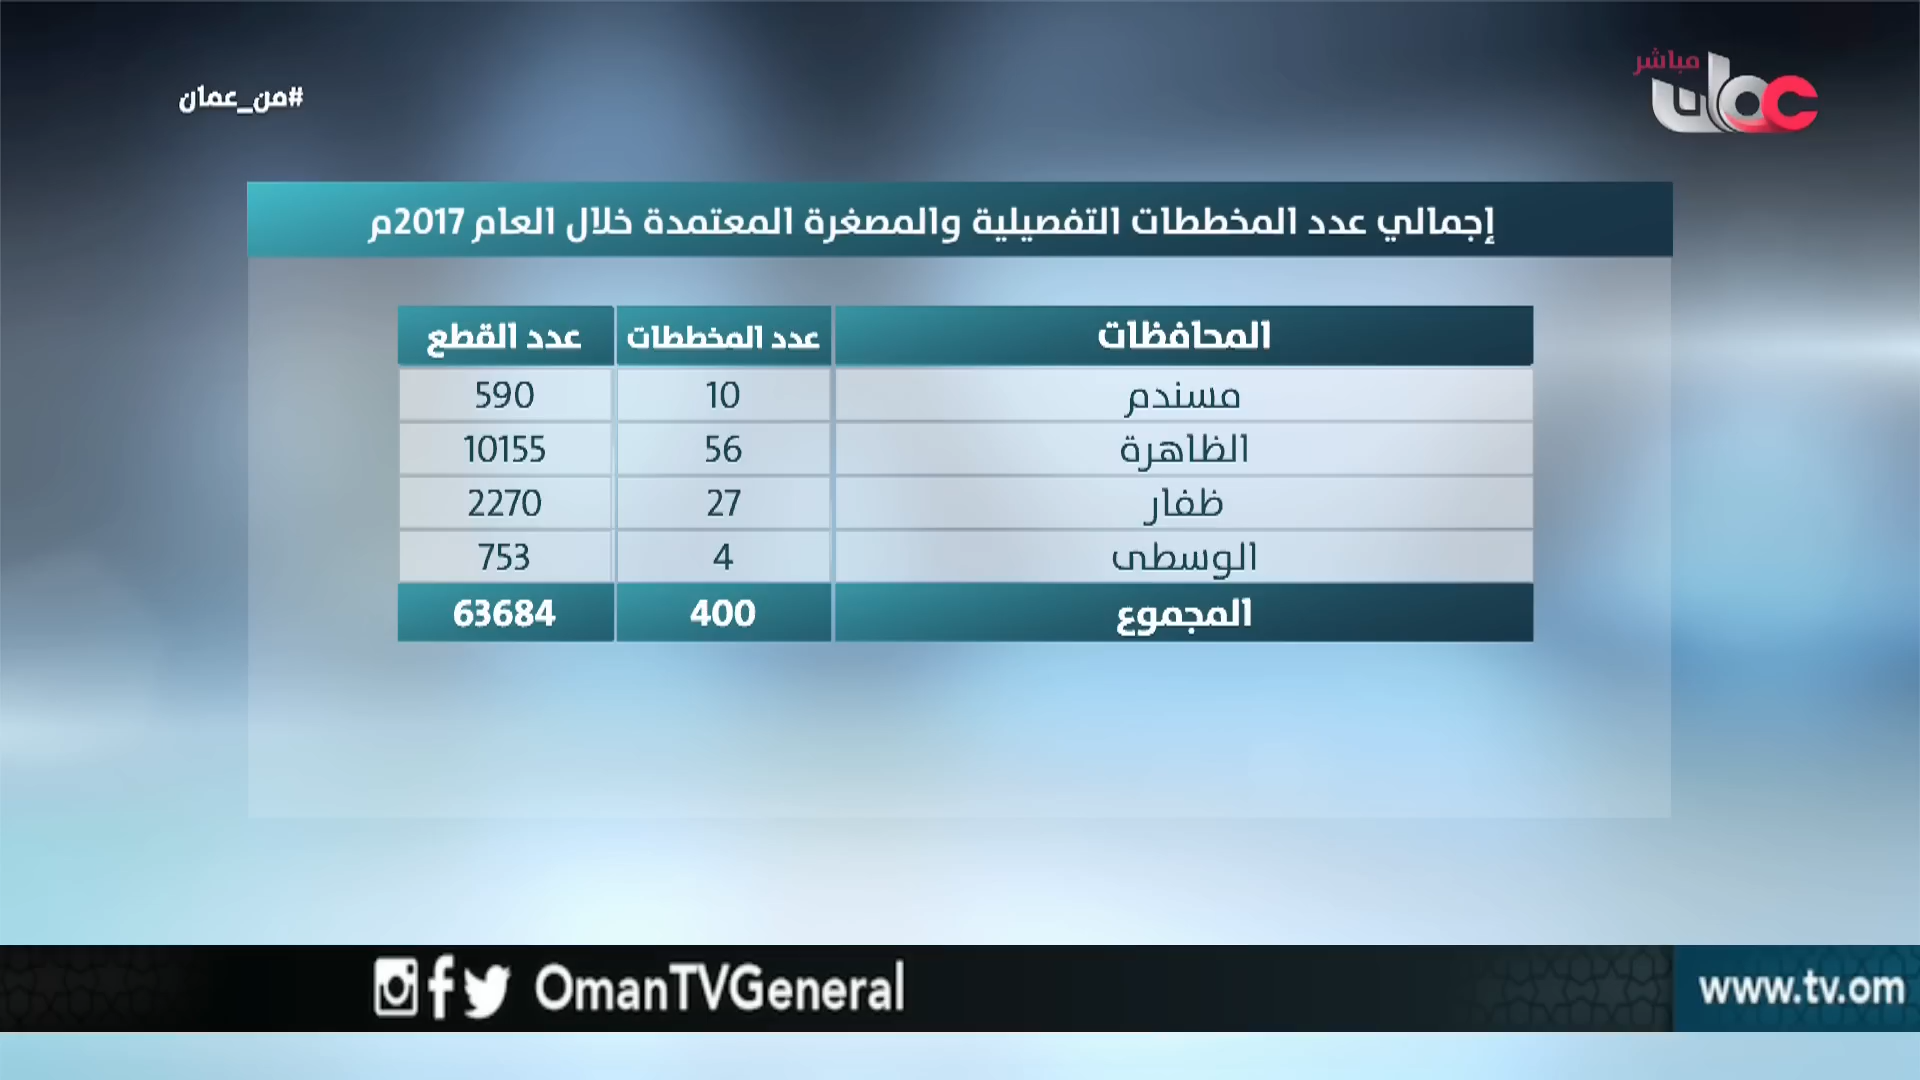 مباشر
عمان
#من_عمان
إجمالي عدد المخططات التفصيلية والمصغرة المعتمدة خلال العام 2017م
المحافظات عدد المخططات عدد القطع
مسندم 10 590
الظاهرة 56 10155
ظفار 27 2270
الوسطى 4 753
المجموع 400 63684
OmanTVGeneral
www.tv.om